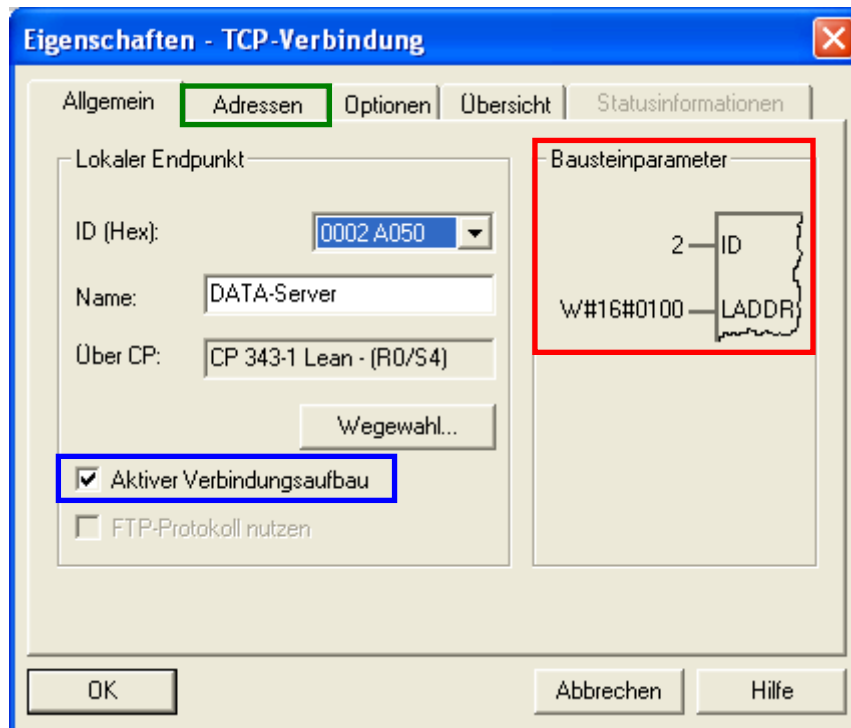 Eigenschaften - TCP-Verbindung
Allgemein Adressen Optionen Übersicht Statusinformationen
Lokaler Endpunkt
ID (Hex): 0002 A050
Name: DATA-Server
Über CP: CP 343-1 Lean - (R0/S4)
Wegewahl...
Aktiver Verbindungsaufbau
FTP-Protokoll nutzen
Bausteinparameter
2 ID
W#16#0100 LADDR
OK Abbrechen Hilfe